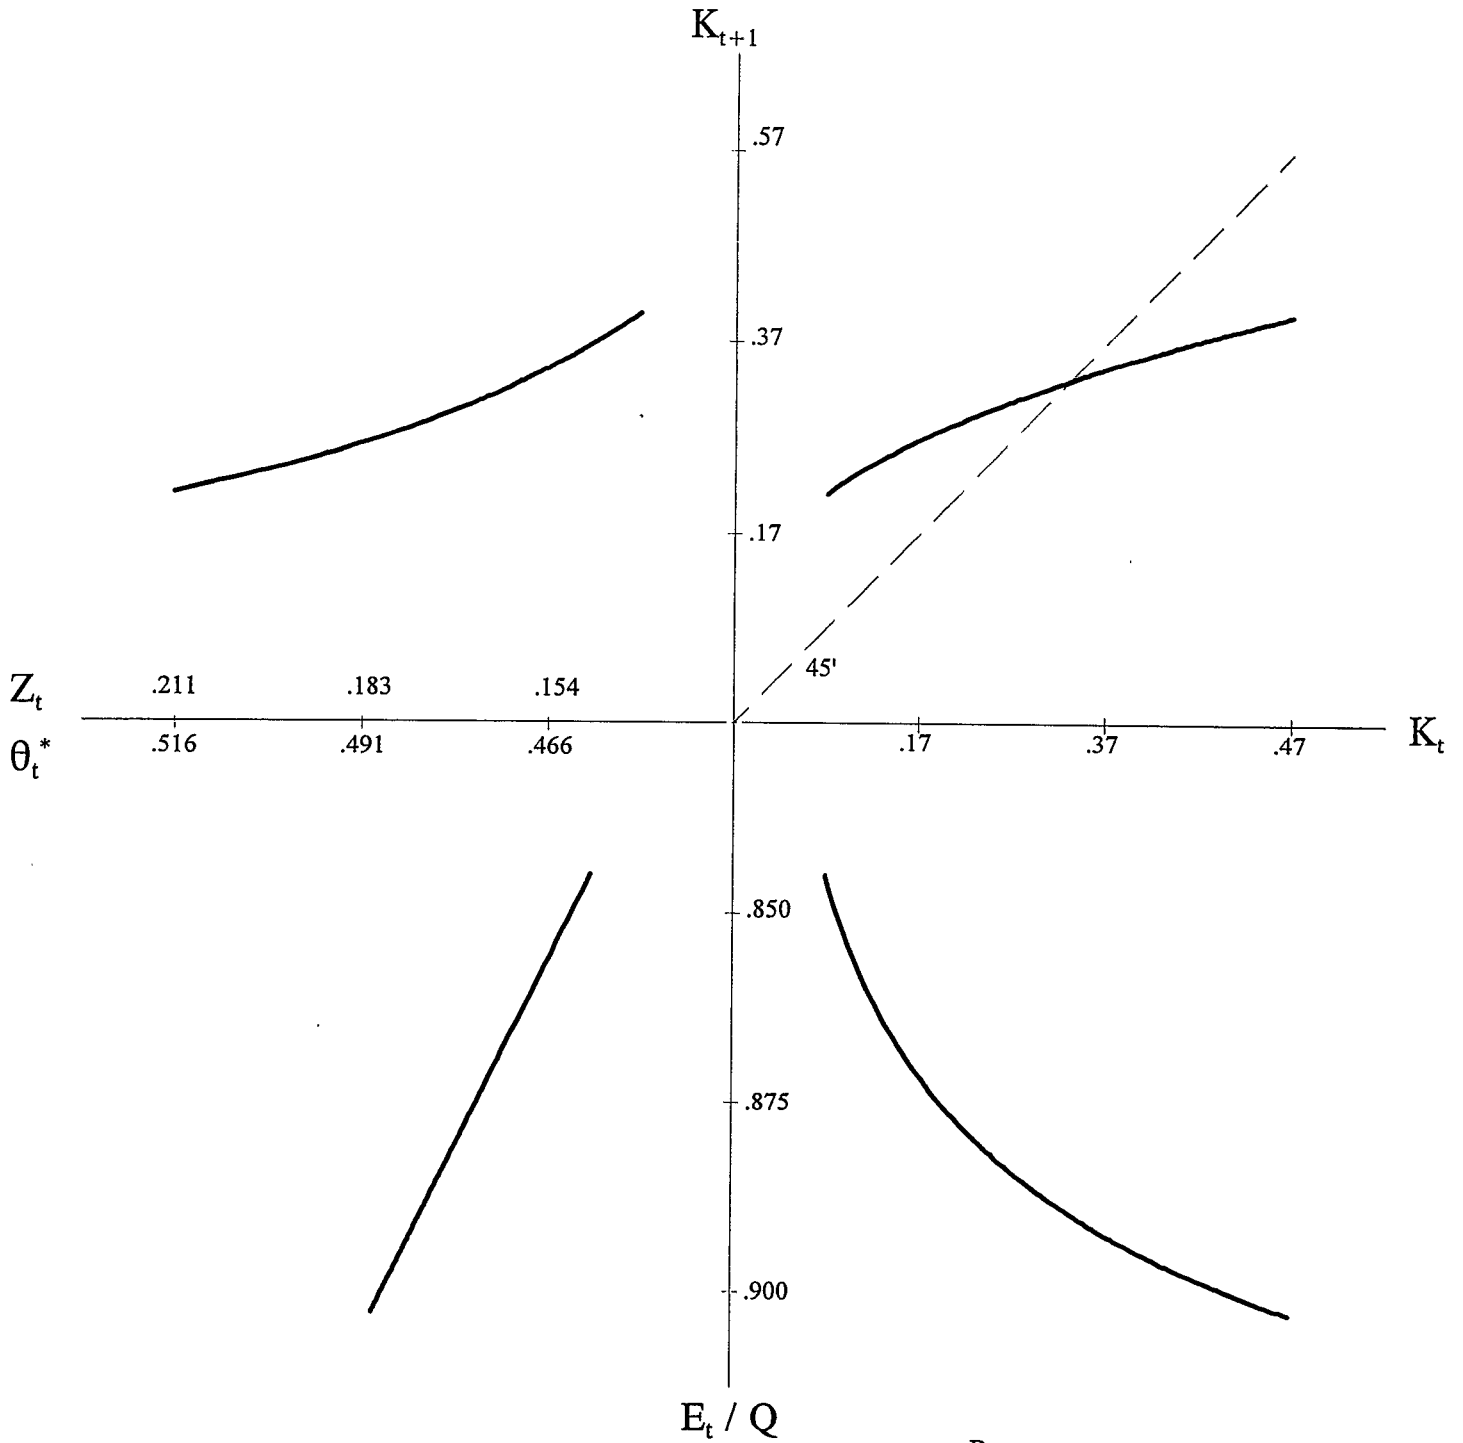 K_{t+1}
.57
.37
.17
45'
Z_t .211 .183 .154
θ_t* .516 .491 .466 .17 .37 .47 K_t
.850
.875
.900
E_t / Q